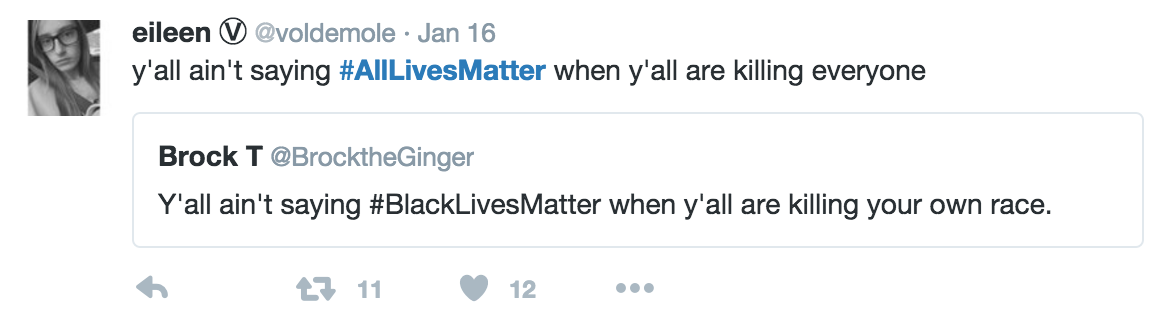 eileen Ⓥ @voldemole · Jan 16
y'all ain't saying #AllLivesMatter when y'all are killing everyone
Brock T @BrocktheGinger
Y'all ain't saying #BlackLivesMatter when y'all are killing your own race.
11 12